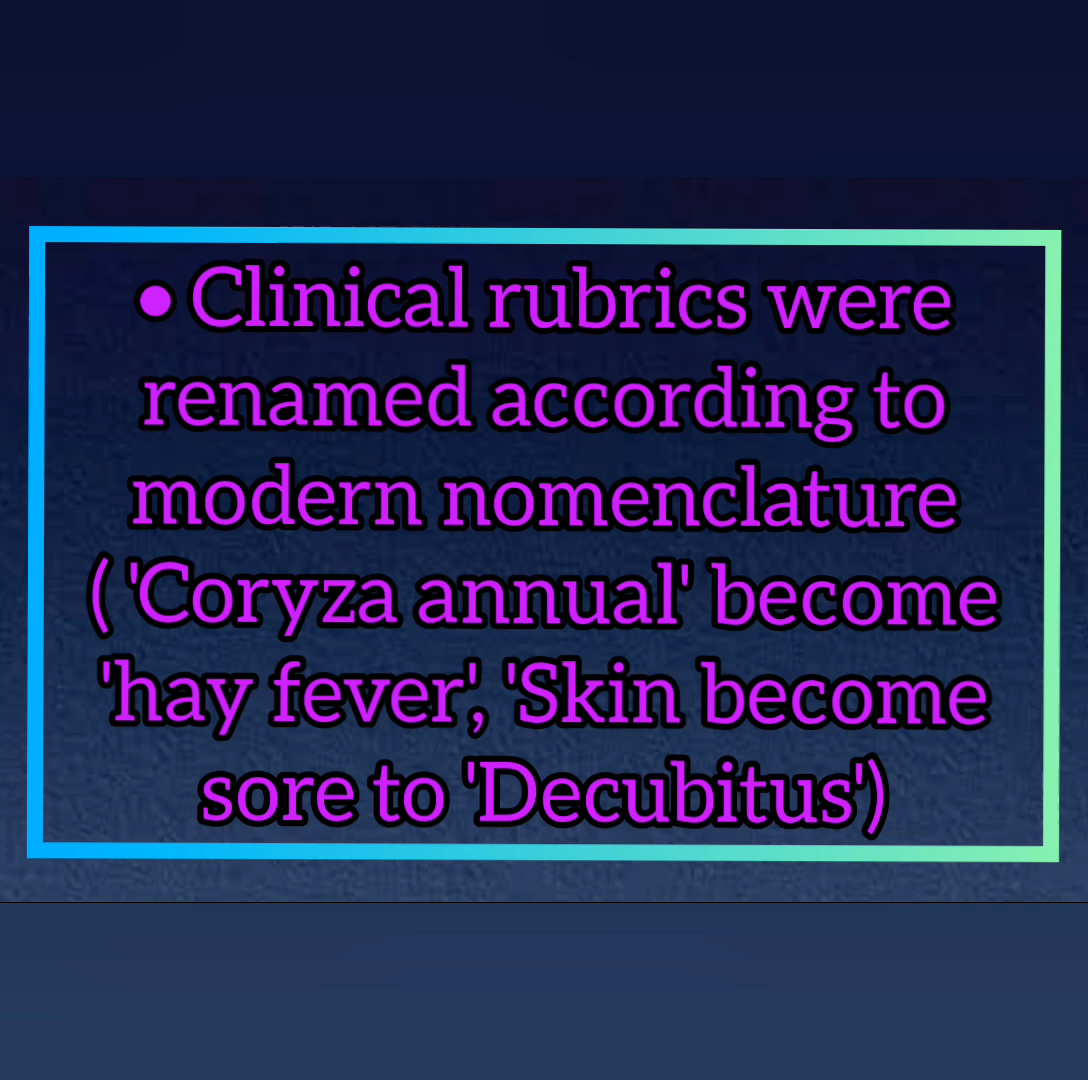 • Clinical rubrics were
renamed according to
modern nomenclature
( 'Coryza annual' become
'hay fever', 'Skin become
sore to 'Decubitus')